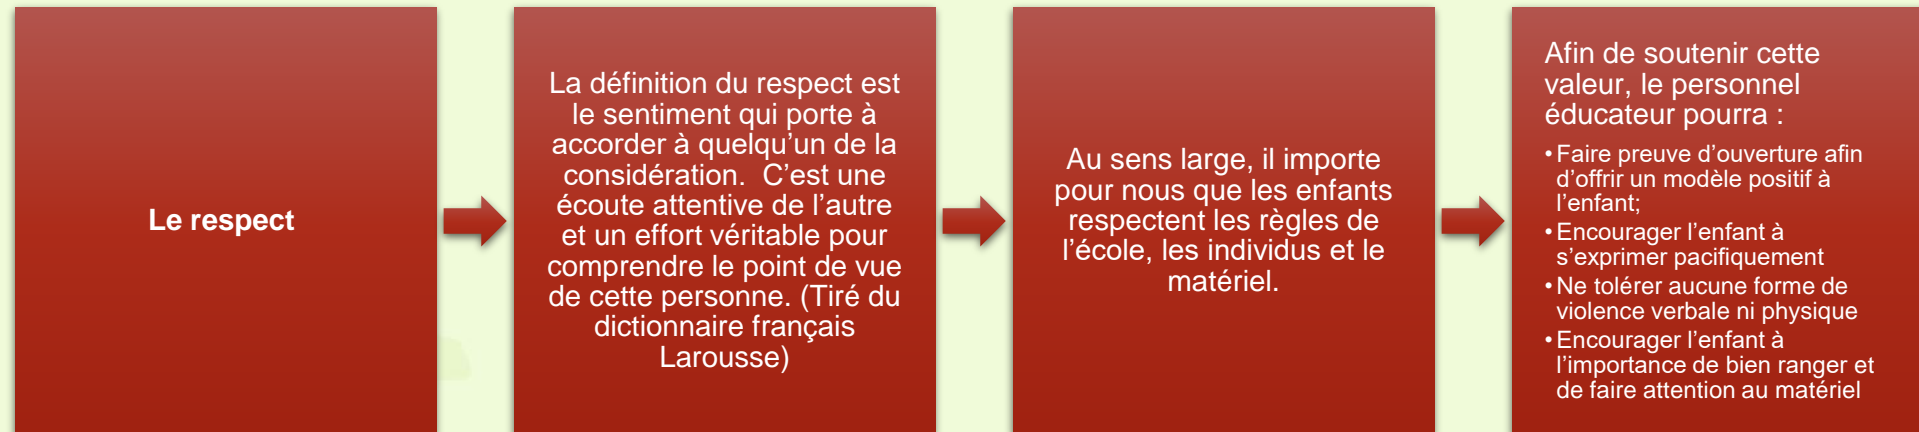 Le respect
La définition du respect est
le sentiment qui porte à
accorder à quelqu’un de la
considération.  C’est une
écoute attentive de l’autre
et un effort véritable pour
comprendre le point de vue
de cette personne. (Tiré du
dictionnaire français
Larousse)
Au sens large, il importe
pour nous que les enfants
respectent les règles de
l’école, les individus et le
matériel.
Afin de soutenir cette
valeur, le personnel
éducateur pourra :
•Faire preuve d’ouverture afin
d’offrir un modèle positif à
l’enfant;
•Encourager l’enfant à
s’exprimer pacifiquement
•Ne tolérer aucune forme de
violence verbale ni physique
•Encourager l’enfant à
l’importance de bien ranger et
de faire attention au matériel